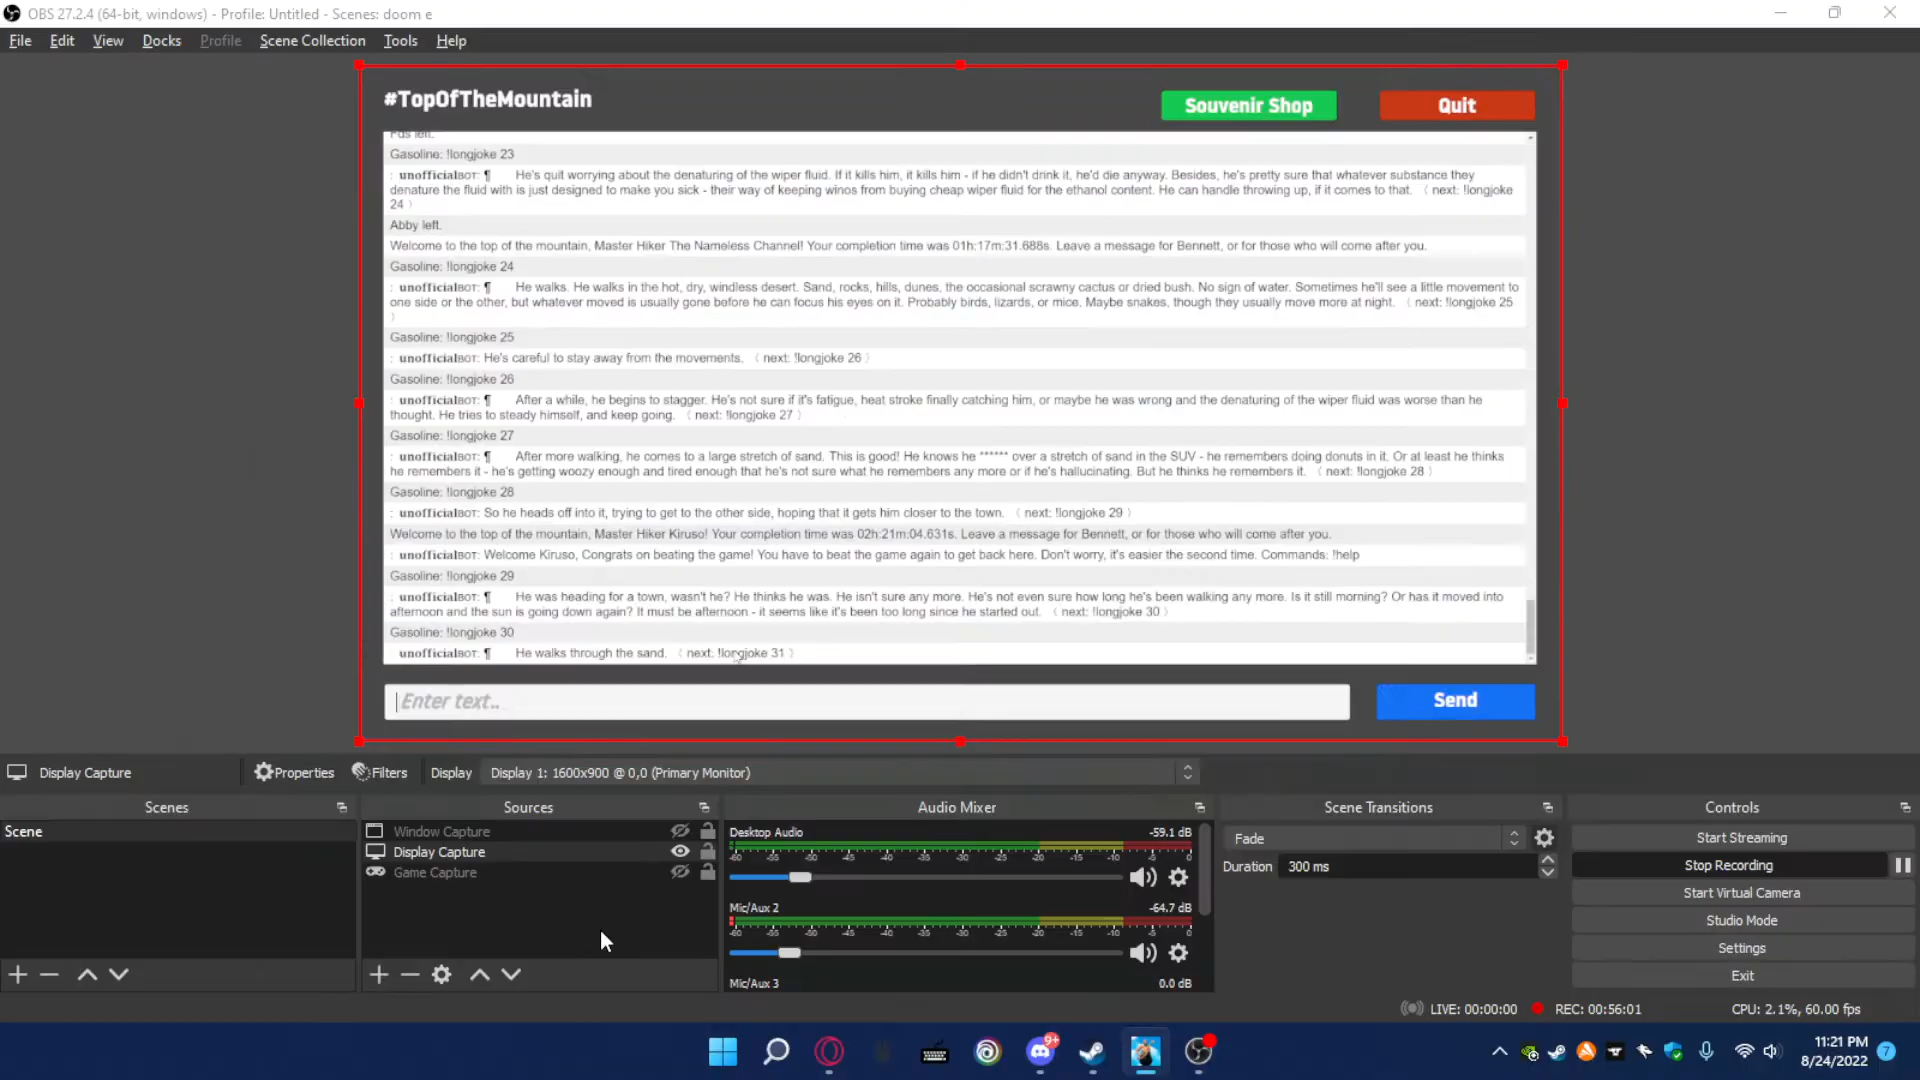 OBS 27.2.4 (64-bit, windows) - Profile: Untitled - Scenes: doom e
File Edit View Docks Profile Scene Collection Tools Help
#TopOfTheMountain
Souvenir Shop
Quit
Gasoline: !longjoke 23
: unofficialBOT: ¶ He's quit worrying about the denaturing of the wiper fluid. If it kills him, it kills him - if he didn't drink it, he'd die anyway. Besides, he's pretty sure that whatever substance they
denature the fluid with is just designed to make you sick - their way of keeping winos from buying cheap wiper fluid for the ethanol content. He can handle throwing up, if it comes to that. ( next: !longjoke
24 )
Abby left.
Welcome to the top of the mountain, Master Hiker The Nameless Channel! Your completion time was 01h:17m:31.688s. Leave a message for Bennett, or for those who will come after you.
Gasoline: !longjoke 24
: unofficialBOT: ¶ He walks. He walks in the hot, dry, windless desert. Sand, rocks, hills, dunes, the occasional scrawny cactus or dried bush. No sign of water. Sometimes he'll see a little movement to
one side or the other, but whatever moved is usually gone before he can focus his eyes on it. Probably birds, lizards, or mice. Maybe snakes, though they usually move more at night. ( next: !longjoke 25
)
Gasoline: !longjoke 25
: unofficialBOT: He's careful to stay away from the movements. ( next: !longjoke 26 )
Gasoline: !longjoke 26
: unofficialBOT: ¶ After a while, he begins to stagger. He's not sure if it's fatigue, heat stroke finally catching him, or maybe he was wrong and the denaturing of the wiper fluid was worse than he
thought. He tries to steady himself, and keep going. ( next: !longjoke 27 )
Gasoline: !longjoke 27
: unofficialBOT: ¶ After more walking, he comes to a large stretch of sand. This is good! He knows he ****** over a stretch of sand in the SUV - he remembers doing donuts in it. Or at least he thinks
he remembers it - he's getting woozy enough and tired enough that he's not sure what he remembers any more or if he's hallucinating. But he thinks he remembers it. ( next: !longjoke 28 )
Gasoline: !longjoke 28
: unofficialBOT: So he heads off into it, trying to get to the other side, hoping that it gets him closer to the town. ( next: !longjoke 29 )
Welcome to the top of the mountain, Master Hiker Kiruso! Your completion time was 02h:21m:04.631s. Leave a message for Bennett, or for those who will come after you.
: unofficialBOT: Welcome Kiruso, Congrats on beating the game! You have to beat the game again to get back here. Don't worry, it's easier the second time. Commands: !help
Gasoline: !longjoke 29
: unofficialBOT: ¶ He was heading for a town, wasn't he? He thinks he was. He isn't sure any more. He's not even sure how long he's been walking any more. Is it still morning? Or has it moved into
afternoon and the sun is going down again? It must be afternoon - it seems like it's been too long since he started out. ( next: !longjoke 30 )
Gasoline: !longjoke 30
unofficialBOT: ¶ He walks through the sand. ( next: !longjoke 31 )
Enter text..
Send
Display Capture Properties Filters Display Display 1: 1600x900 @ 0,0 (Primary Monitor)
Scenes
Scene
Sources
Window Capture
Display Capture
Game Capture
Audio Mixer
Desktop Audio -59.1 dB
-60 -55 -50 -45 -40 -35 -30 -25 -20 -15 -10 -5 0
Mic/Aux 2 -64.7 dB
-60 -55 -50 -45 -40 -35 -30 -25 -20 -15 -10 -5 0
Mic/Aux 3 0.0 dB
Scene Transitions
Fade
Duration 300 ms
Controls
Start Streaming
Stop Recording
Start Virtual Camera
Studio Mode
Settings
Exit
LIVE: 00:00:00 REC: 00:56:01 CPU: 2.1%, 60.00 fps
9+
11:21 PM
8/24/2022
7